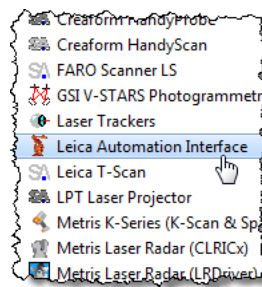 Creaform HandyProbe
Creaform HandyScan
FARO Scanner LS
GSI V-STARS Photogrammetr
Laser Trackers
Leica Automation Interface
Leica T-Scan
LPT Laser Projector
Metris K-Series (K-Scan & Sp
Metris Laser Radar (CLRICx)
Metris Laser Radar (LRDriver)